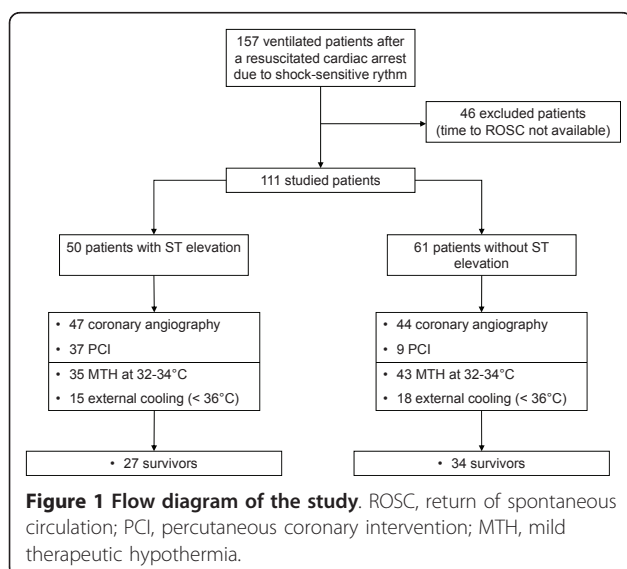 157 ventilated patients after
a resuscitated cardiac arrest
due to shock-sensitive rythm
46 excluded patients
(time to ROSC not available)
111 studied patients
50 patients with ST elevation
61 patients without ST
elevation
• 47 coronary angiography
• 37 PCI
• 35 MTH at 32-34°C
• 15 external cooling (< 36°C)
• 44 coronary angiography
• 9 PCI
• 43 MTH at 32-34°C
• 18 external cooling (< 36°C)
• 27 survivors
• 34 survivors
Figure 1 Flow diagram of the study. ROSC, return of spontaneous
circulation; PCI, percutaneous coronary intervention; MTH, mild
therapeutic hypothermia.